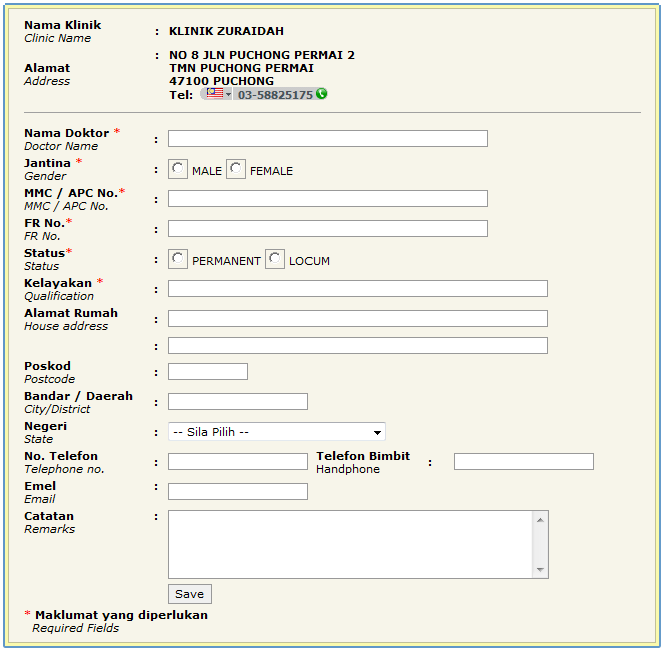 Nama Klinik
Clinic Name
: KLINIK ZURAIDAH
Alamat
Address
: NO 8 JLN PUCHONG PERMAI 2
TMN PUCHONG PERMAI
47100 PUCHONG
Tel: 03-58825175
Nama Doktor * :
Doctor Name
Jantina * : MALE FEMALE
Gender
MMC / APC No.* :
MMC / APC No.
FR No.* :
FR No.
Status* : PERMANENT LOCUM
Status
Kelayakan * :
Qualification
Alamat Rumah :
House address
:
Poskod :
Postcode
Bandar / Daerah :
City/District
Negeri : -- Sila Pilih --
State
No. Telefon : Telefon Bimbit :
Telephone no. Handphone
Emel :
Email
Catatan :
Remarks
Save
* Maklumat yang diperlukan
Required Fields